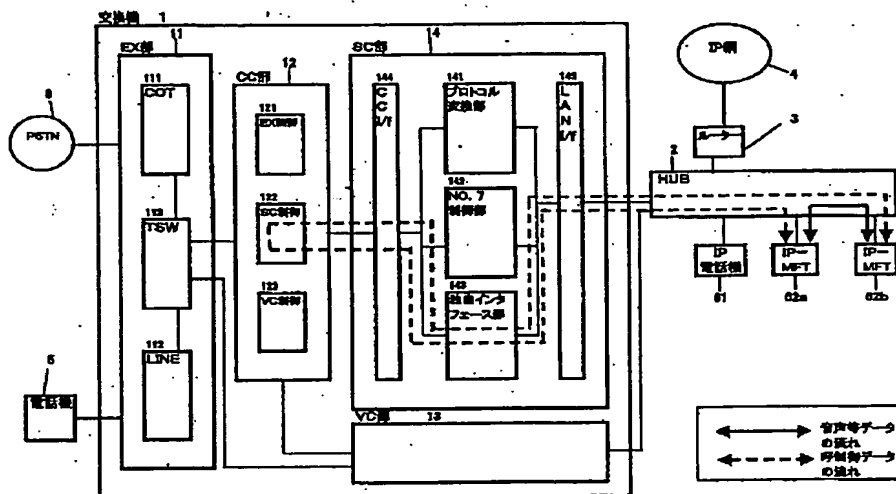 交換機 1
EX部
11
111
COT
113
TSW
112
LINE
PSTN
電話機
CC部
12
121
EX制御
122
SC制御
123
VC制御
SC部
14
144
CC I/f
141
プロトコル
変換部
142
NO. 7
制御部
143
独自インタ
フェース部
LAN I/f
VC部
13
IP網
4
ルータ
3
2
HUB
IP
電話機
61
IP−
MFT
62a
IP−
MFT
62b
音声等データ
の流れ
呼制御データ
の流れ